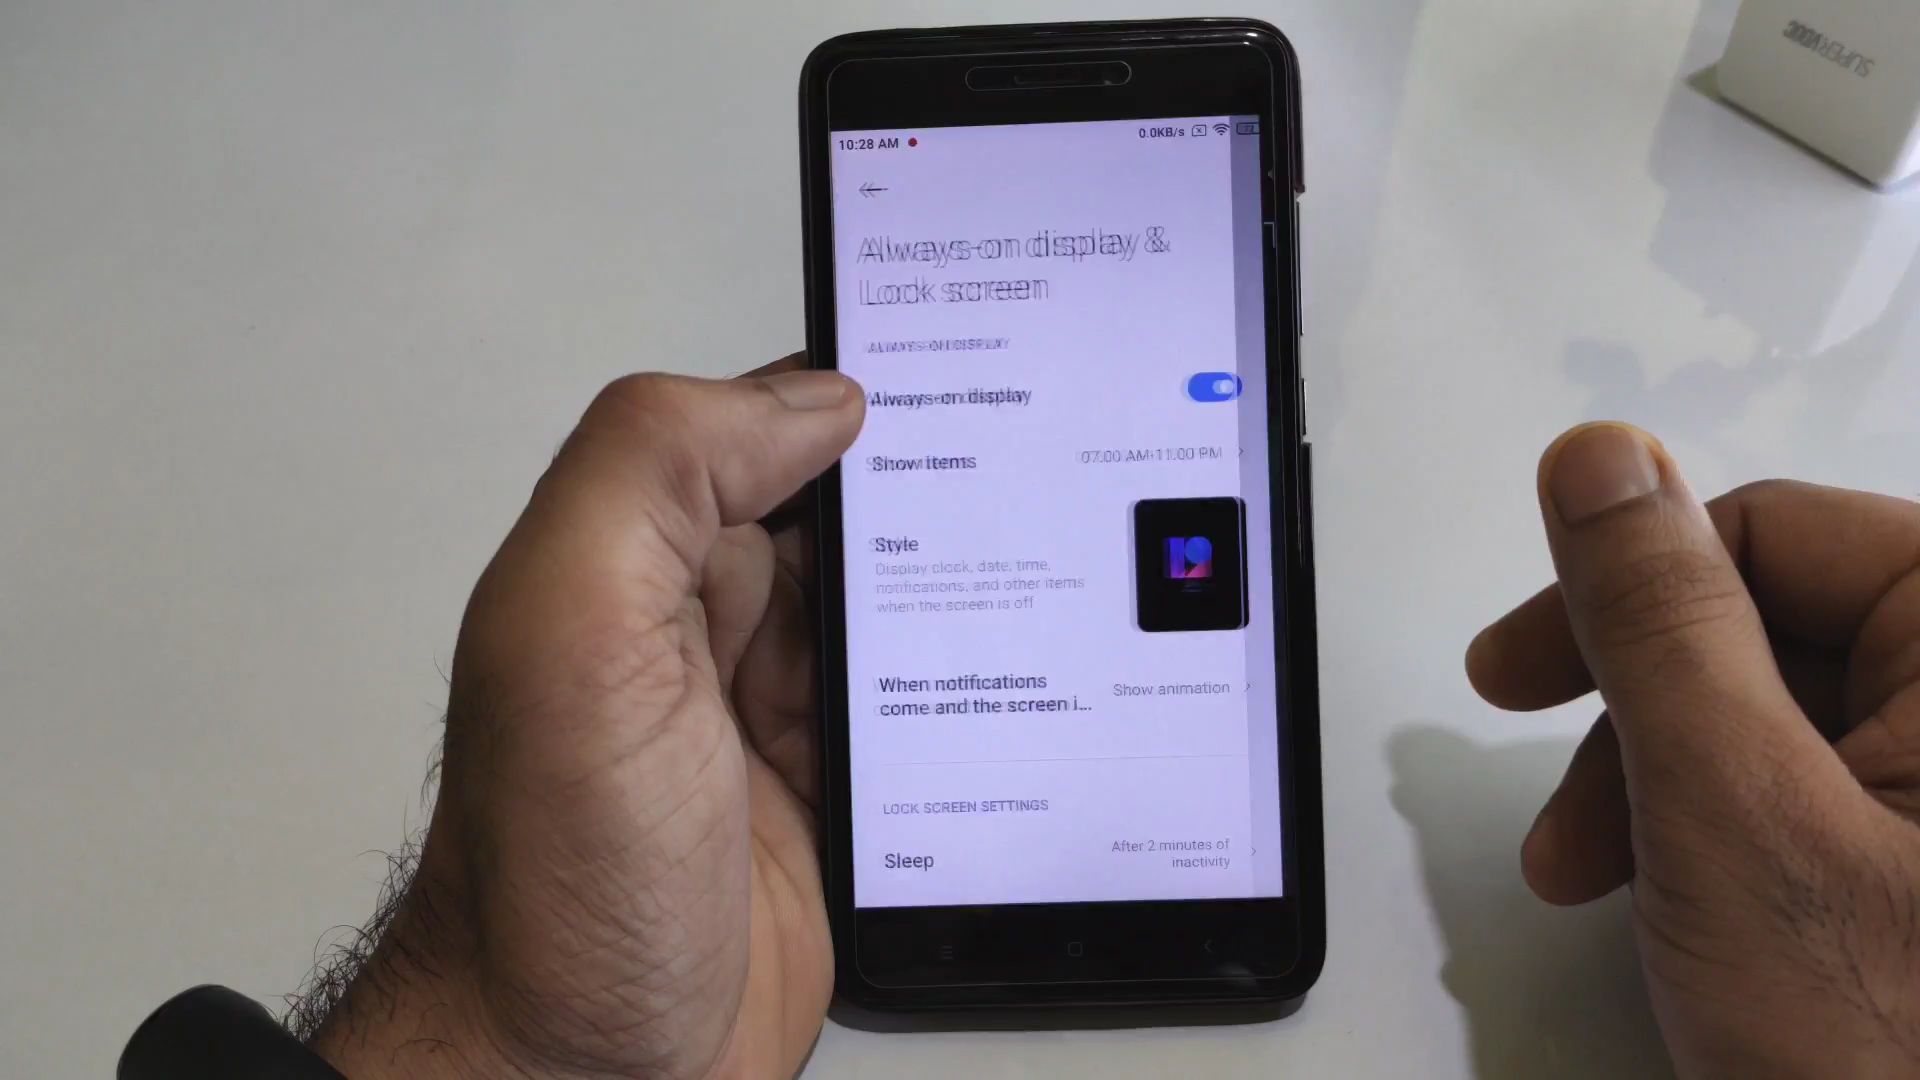 SUPERVOOC
10:28 AM
0.0KB/s
Always-on display &
Lock screen
ALWAYS-ON DISPLAY
Always-on display
Show items
07:00 AM-11:00 PM
Style
Display clock, date, time,
notifications, and other items
when the screen is off
When notifications
come and the screen i...
Show animation
LOCK SCREEN SETTINGS
Sleep
After 2 minutes of
inactivity